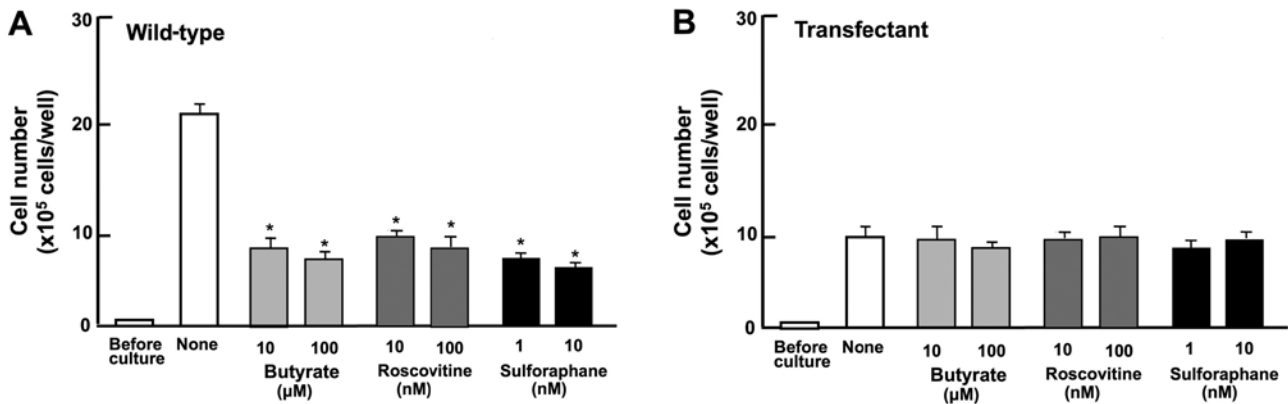 A
Wild-type
Cell number
(x10⁵ cells/well)
30
20
10
0
* * * * * *
Before
culture
None
10 100 10 100 1 10
Butyrate
(µM)
Roscovitine
(nM)
Sulforaphane
(nM)
B
Transfectant
Cell number
(x10⁵ cells/well)
30
20
10
0
Before
culture
None
10 100 10 100 1 10
Butyrate
(µM)
Roscovitine
(nM)
Sulforaphane
(nM)